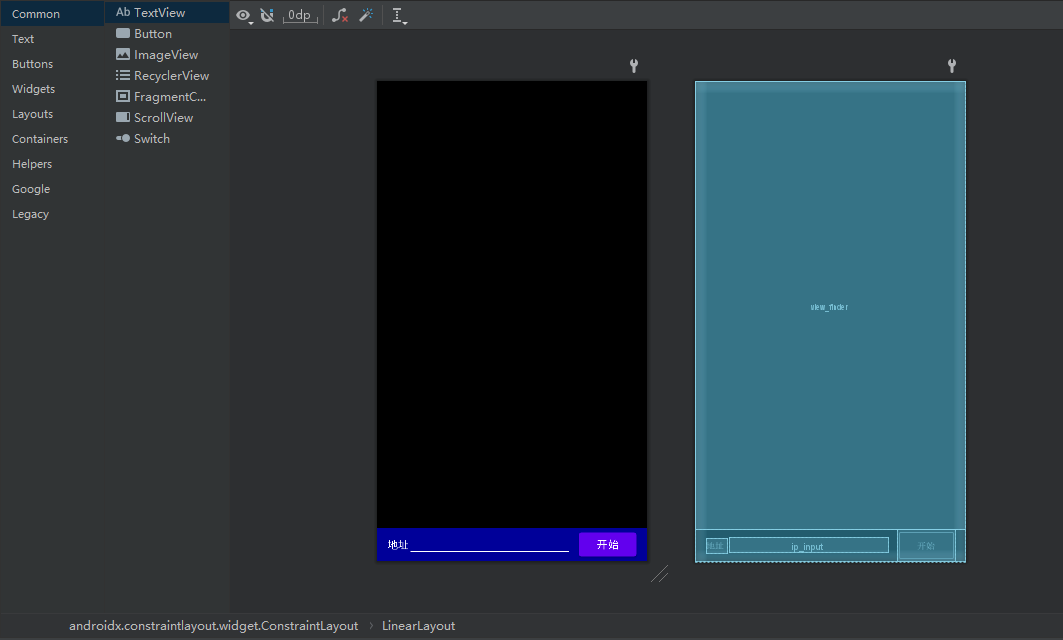 Common
Text
Buttons
Widgets
Layouts
Containers
Helpers
Google
Legacy
Ab TextView
Button
ImageView
RecyclerView
FragmentC...
ScrollView
Switch
0dp
地址
开始
view_finder
地址
ip_input
开始
androidx.constraintlayout.widget.ConstraintLayout > LinearLayout